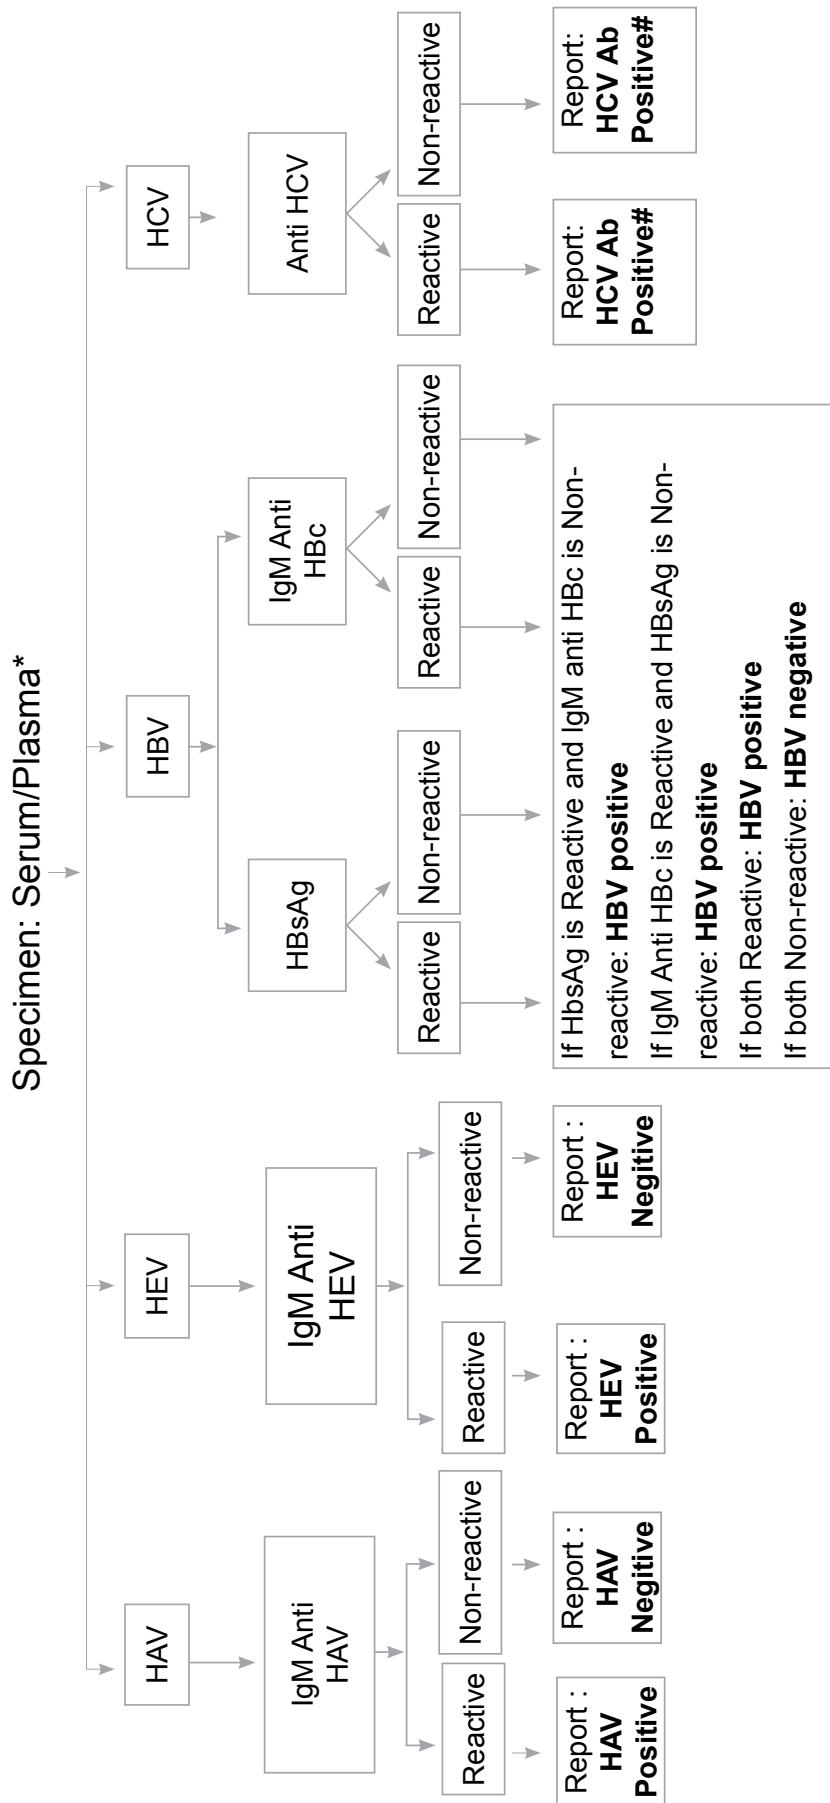 Specimen: Serum/Plasma*
HAV
HEV
HBV
HCV
IgM Anti
HAV
IgM Anti
HEV
HBsAg
IgM Anti
HBc
Anti HCV
Reactive
Non-reactive
Reactive
Non-reactive
Reactive
Non-reactive
Reactive
Non-reactive
Reactive
Non-reactive
Report :
HAV
Positive
Report :
HAV
Negitive
Report :
HEV
Positive
Report :
HEV
Negitive
If HbsAg is Reactive and IgM anti HBc is Non-
reactive: HBV positive
If IgM Anti HBc is Reactive and HBsAg is Non-
reactive: HBV positive
If both Reactive: HBV positive
If both Non-reactive: HBV negative
Report:
HCV Ab
Positive#
Report:
HCV Ab
Positive#